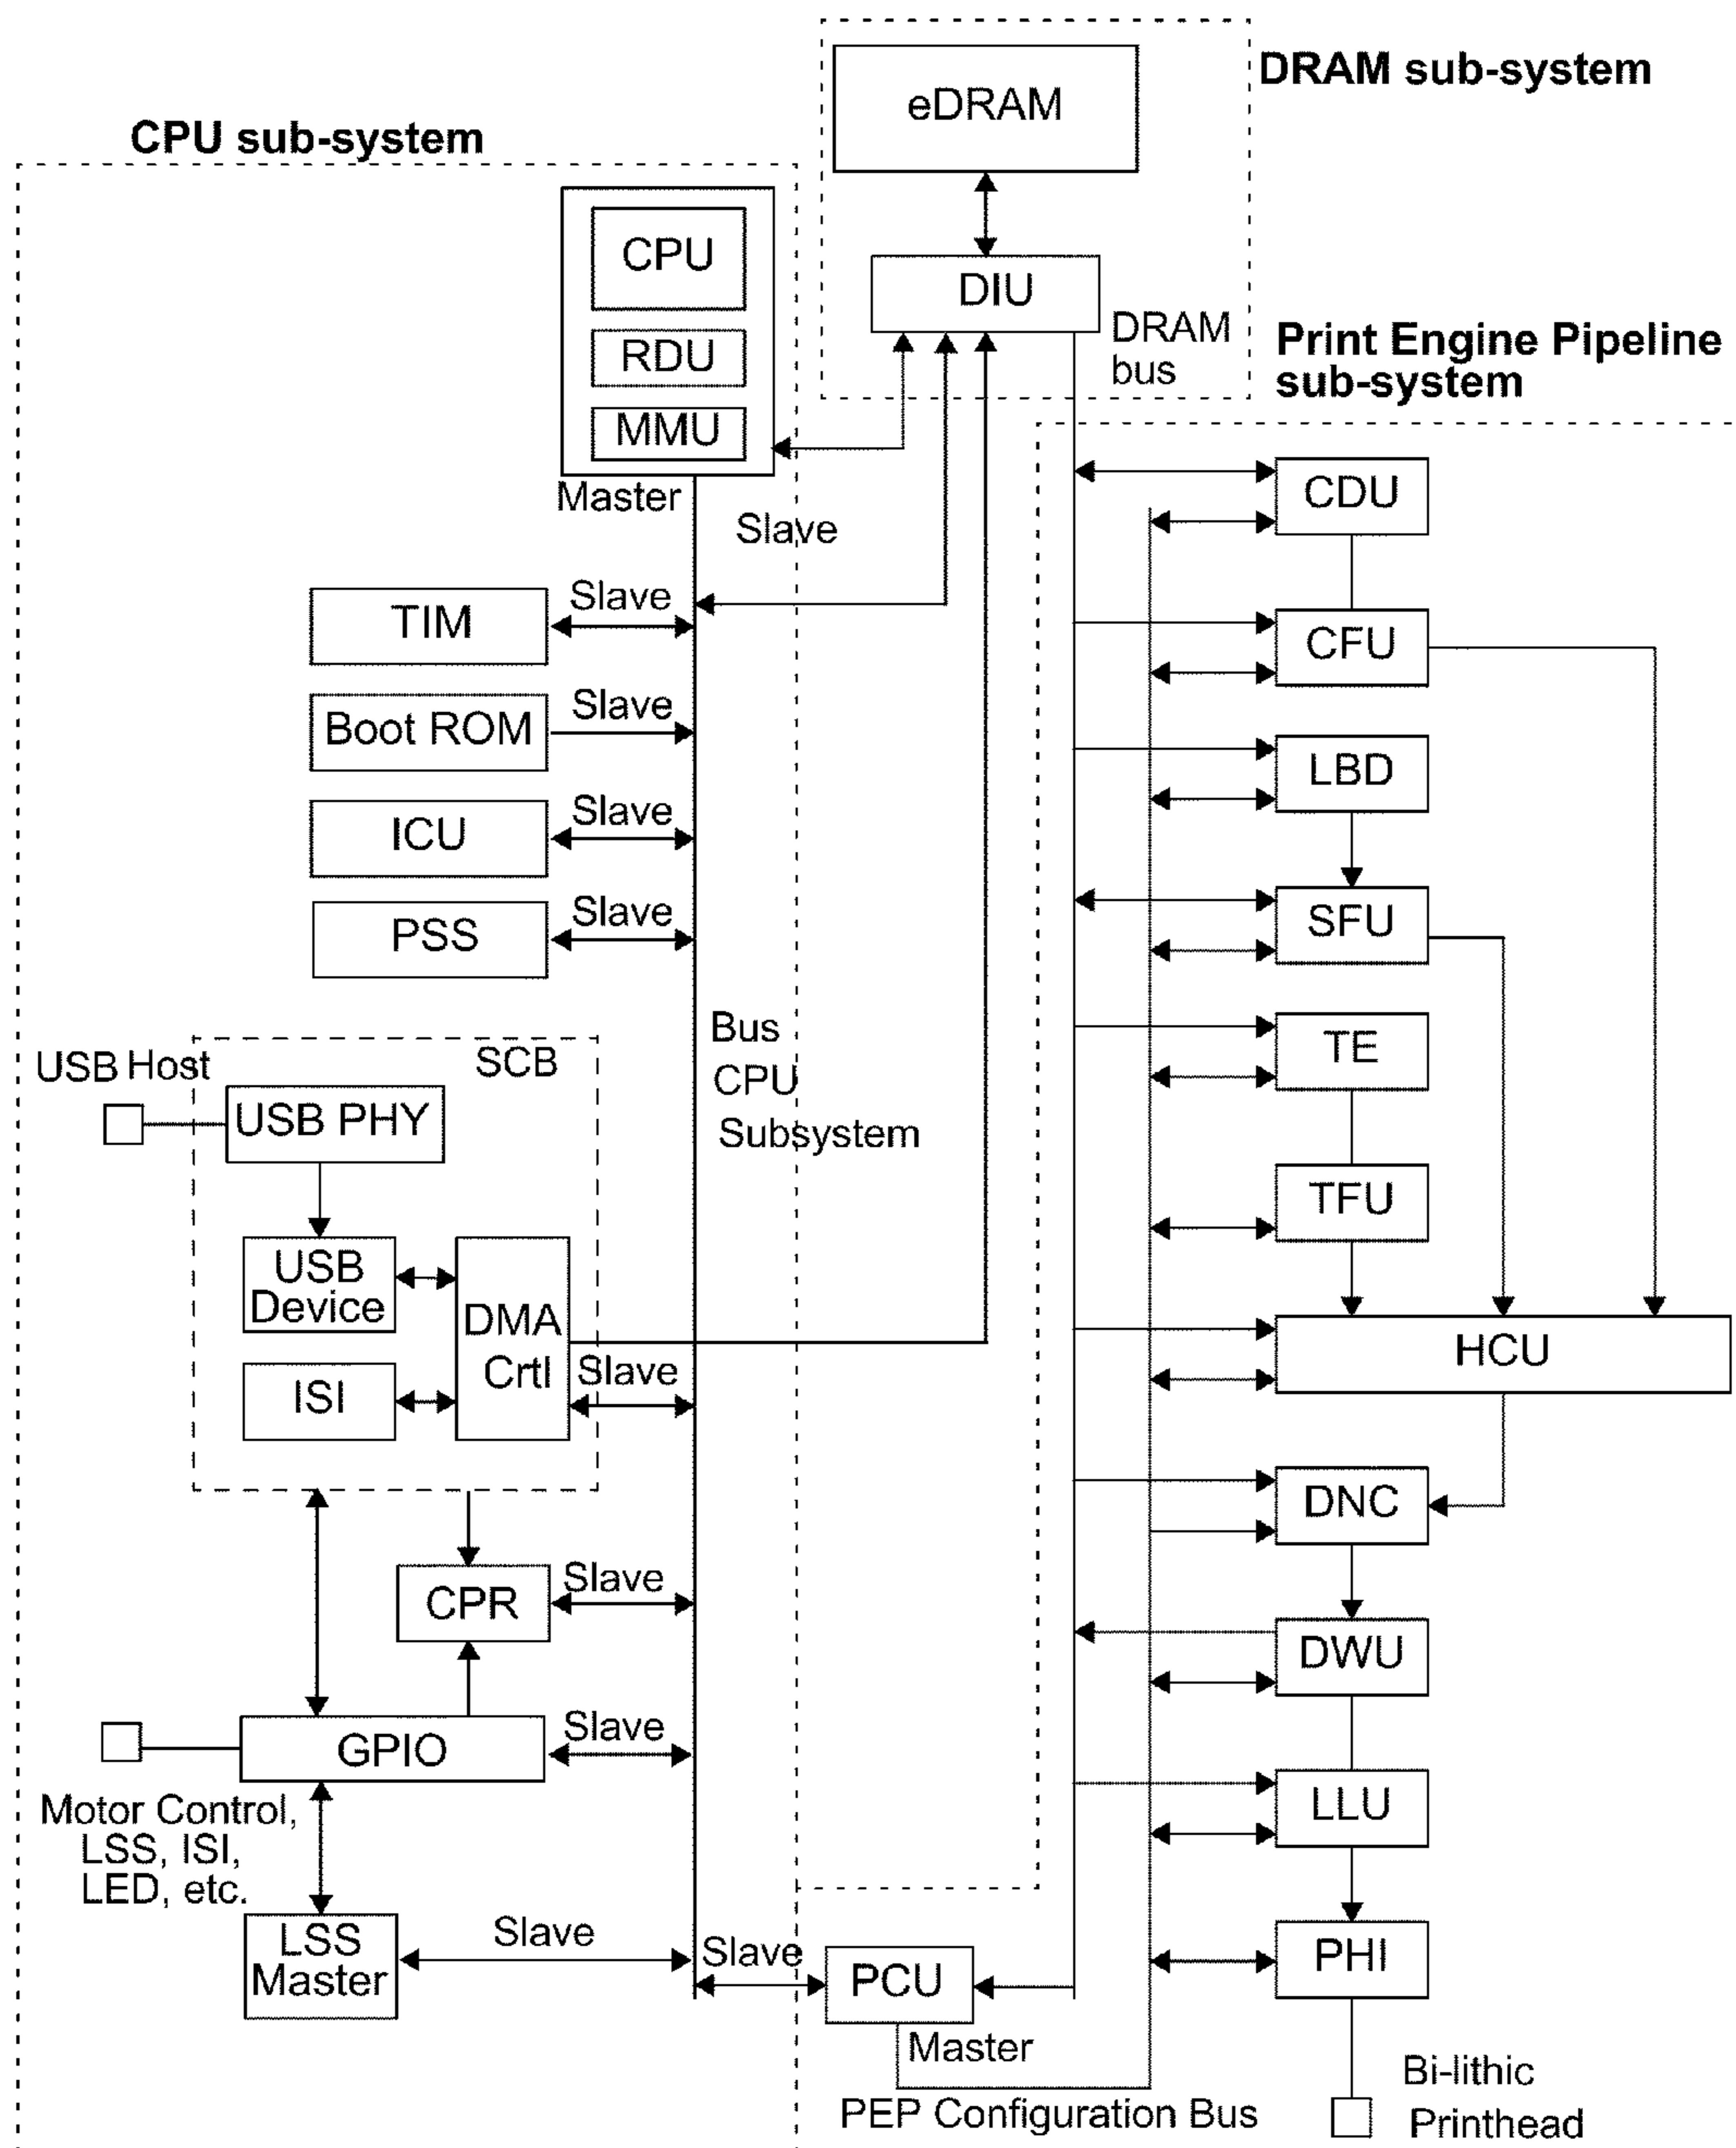 DRAM sub-system
eDRAM
CPU sub-system
CPU
RDU
MMU
Master
DIU
DRAM
bus
Print Engine Pipeline
sub-system
Slave
TIM
Slave
Boot ROM
Slave
ICU
Slave
PSS
Slave
Bus
CPU
Subsystem
USB Host
SCB
USB PHY
USB
Device
DMA
Crtl
ISI
Slave
CPR
Slave
GPIO
Slave
Motor Control,
LSS, ISI,
LED, etc.
LSS
Master
Slave
Slave
PCU
Master
PEP Configuration Bus
CDU
CFU
LBD
SFU
TE
TFU
HCU
DNC
DWU
LLU
PHI
Bi-lithic
Printhead